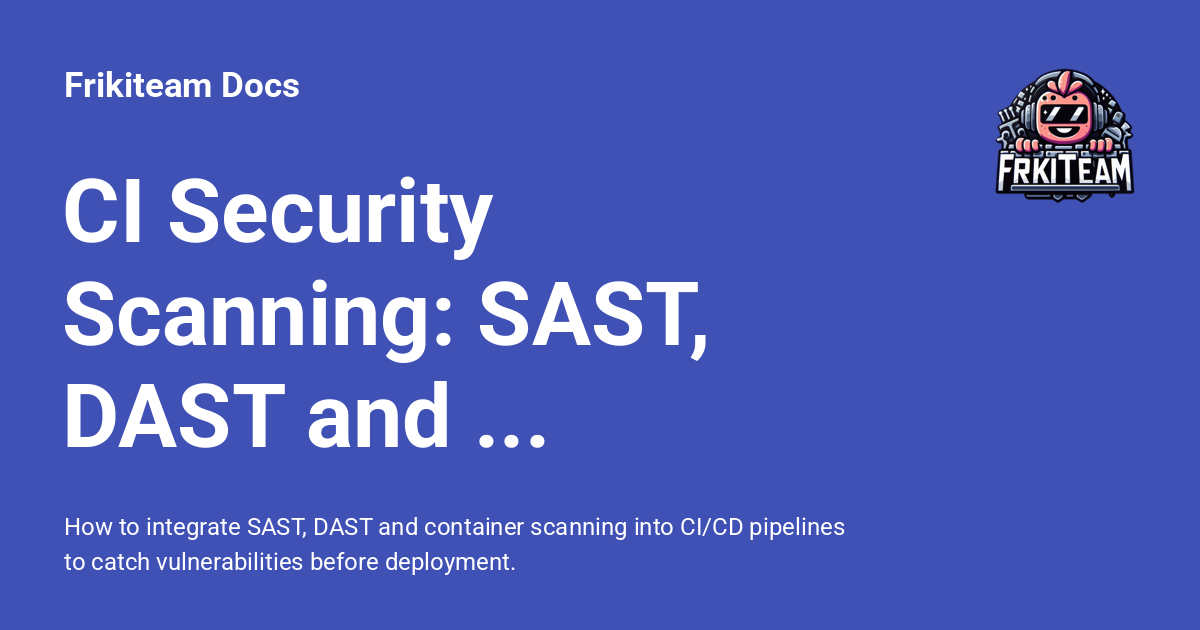 Frikiteam Docs
FRKITEAM
CI Security
Scanning: SAST,
DAST and ...
How to integrate SAST, DAST and container scanning into CI/CD pipelines
to catch vulnerabilities before deployment.